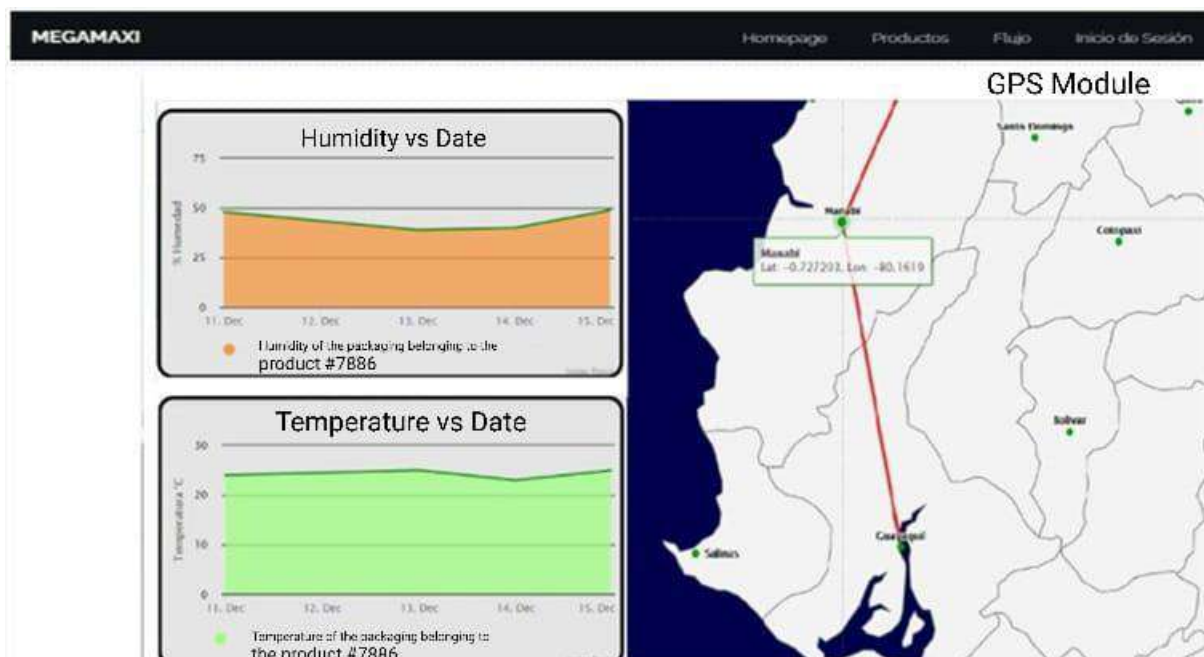 MEGAMAXI
Homepage Productos Flujo Inicio de Sesión
GPS Module
Humidity vs Date
% Humedad
75
50
25
0
11. Dec 12. Dec 13. Dec 14. Dec 15. Dec
Humidity of the packaging belonging to the
product #7886
Temperature vs Date
Temperatura °C
30
20
10
0
11. Dec 12. Dec 13. Dec 14. Dec 15. Dec
Temperature of the packaging belonging to
the product #7886
Santo Domingo
Manabí
Cotopaxi
Manabí
Lat: -0.727203, Lon: -80.1619
Bolívar
Guayaquil
Salinas